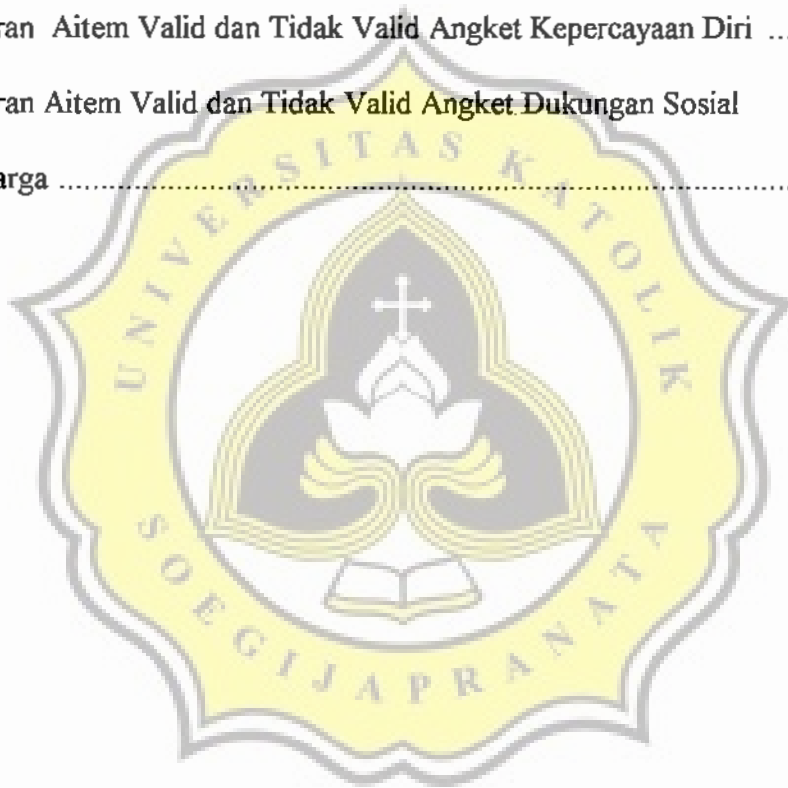 ran Aitem Valid dan Tidak Valid Angket Kepercayaan Diri ...
ran Aitem Valid dan Tidak Valid Angket Dukungan Sosial
arga ........................................................................................
UNIVERSITAS KATOLIK
SOEGIJAPRANATA